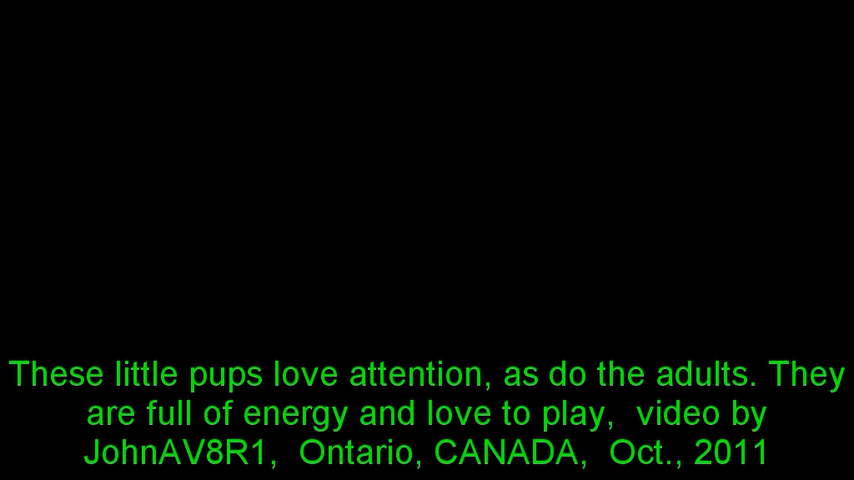 These little pups love attention, as do the adults. They
are full of energy and love to play,  video by
JohnAV8R1,  Ontario, CANADA,  Oct., 2011